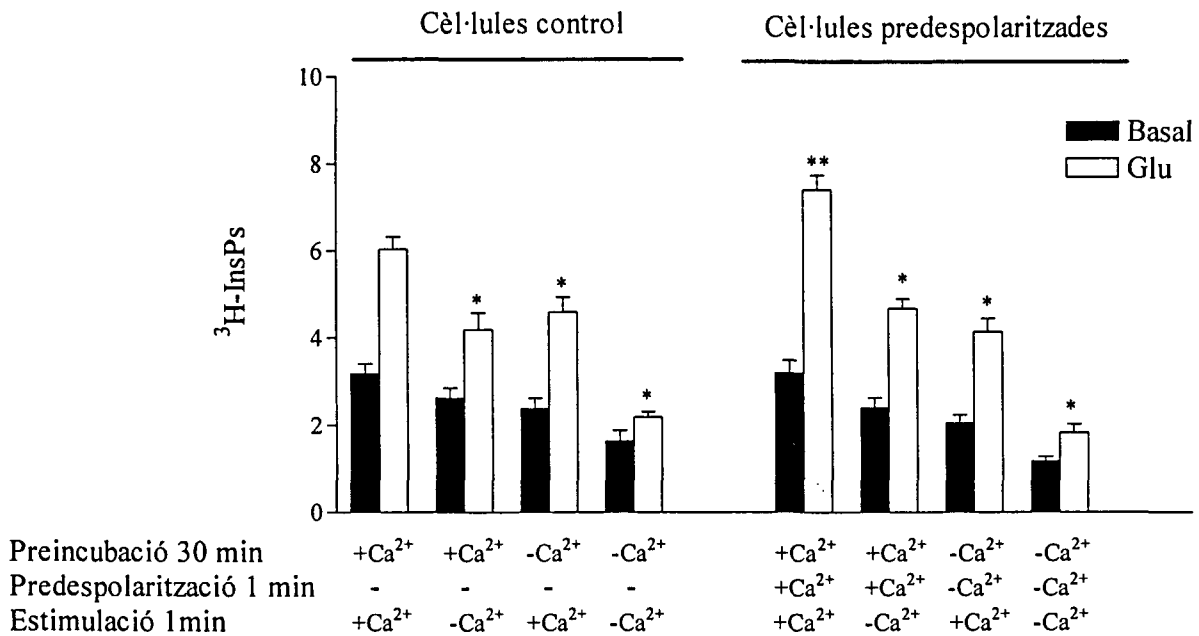 Cèl·lules control
Cèl·lules predespolaritzades
10
8
6
4
2
0
³H-InsPs
Basal
Glu
*
*
*
**
*
*
*
Preincubació 30 min +Ca²⁺ +Ca²⁺ -Ca²⁺ -Ca²⁺ +Ca²⁺ +Ca²⁺ -Ca²⁺ -Ca²⁺
Predespolarització 1 min - - - - +Ca²⁺ +Ca²⁺ -Ca²⁺ -Ca²⁺
Estimulació 1min +Ca²⁺ -Ca²⁺ +Ca²⁺ -Ca²⁺ +Ca²⁺ -Ca²⁺ +Ca²⁺ -Ca²⁺